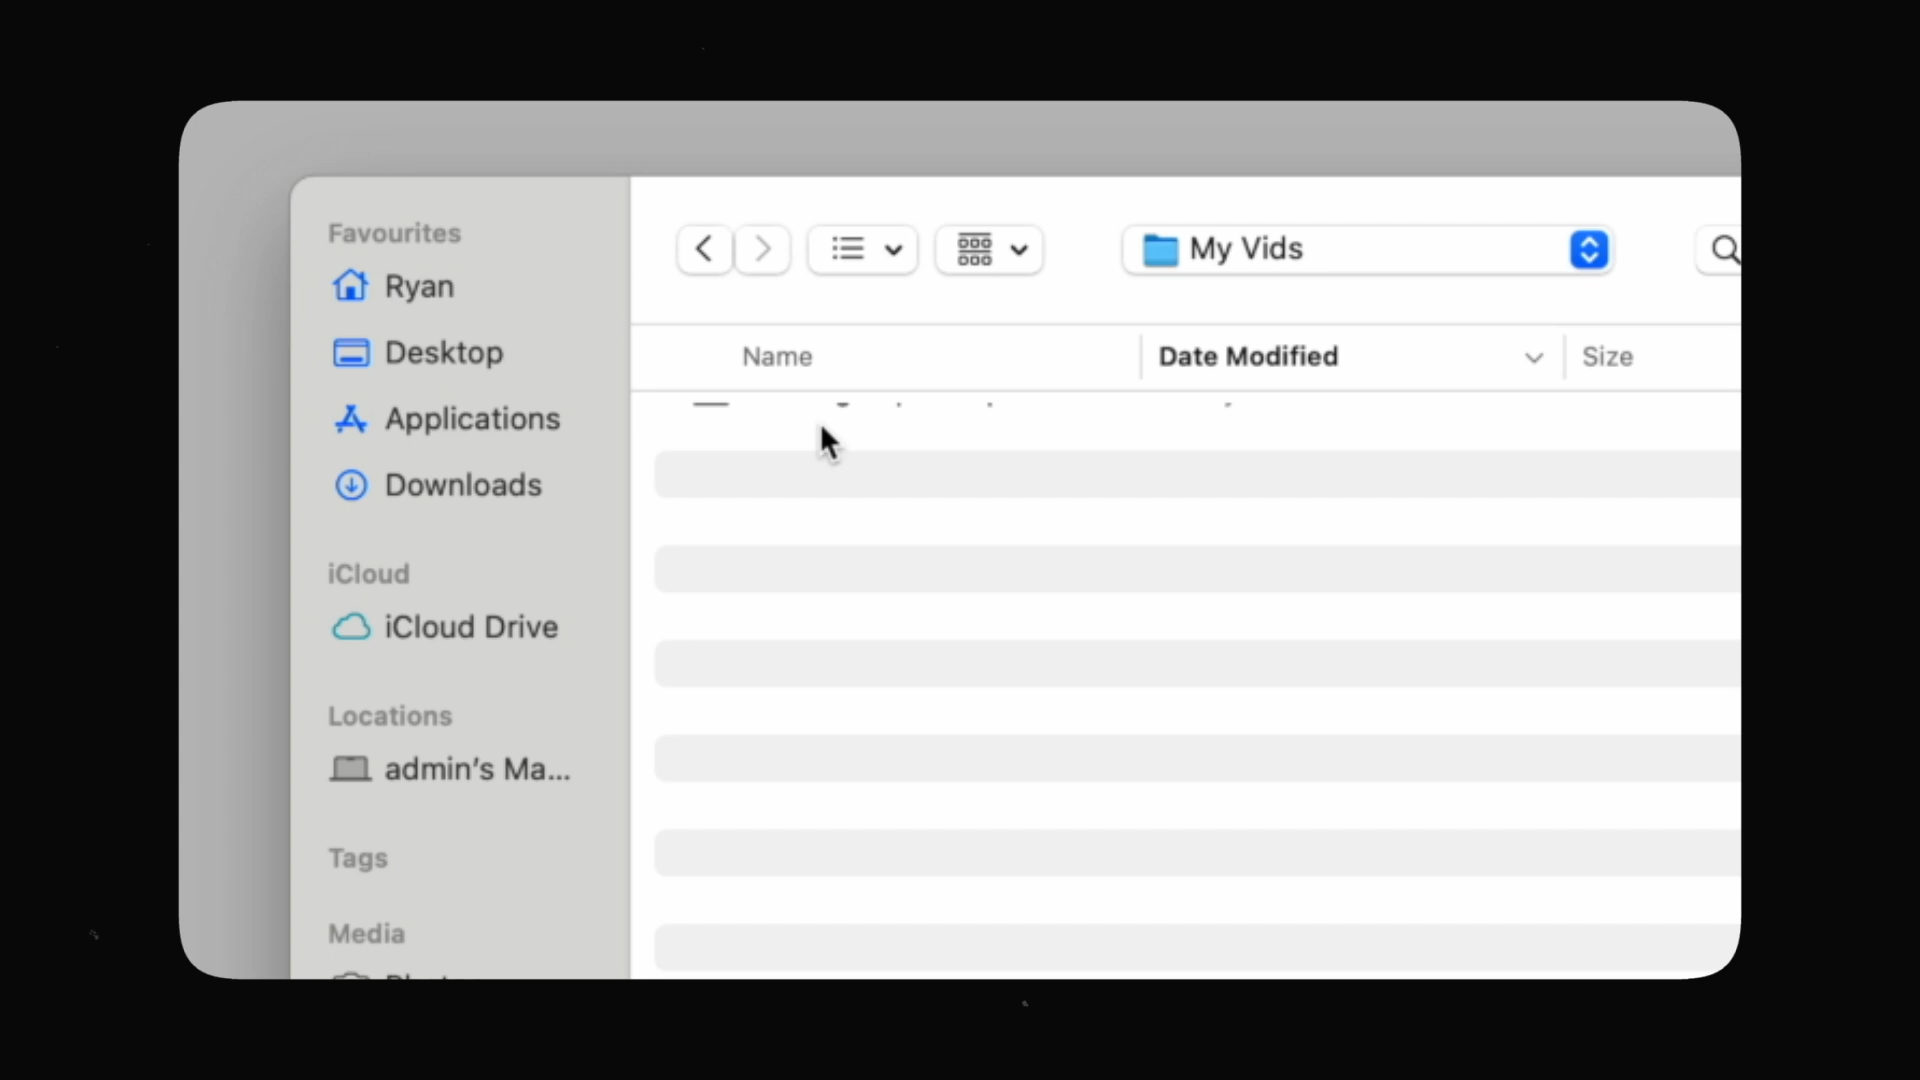 Favourites
Ryan
Desktop
Applications
Downloads
iCloud
iCloud Drive
Locations
admin's Ma...
Tags
Media
My Vids
Name
Date Modified
Size